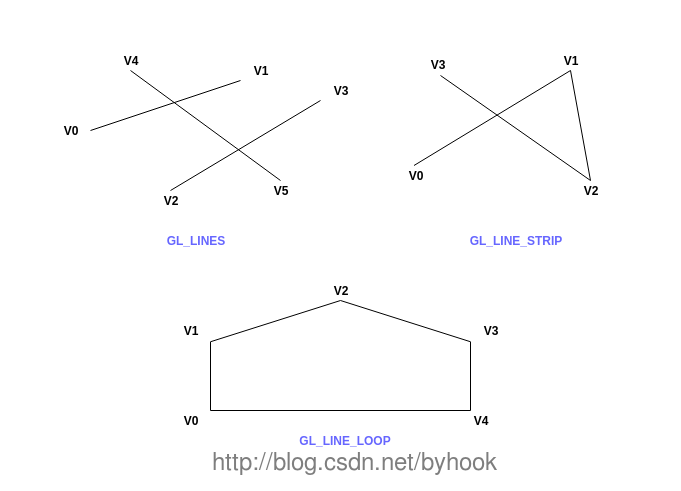 V4
V1
V0
V3
V2
V5
GL_LINES
V3
V1
V0
V2
GL_LINE_STRIP
V2
V1
V3
V0
V4
GL_LINE_LOOP
http://blog.csdn.net/byhook